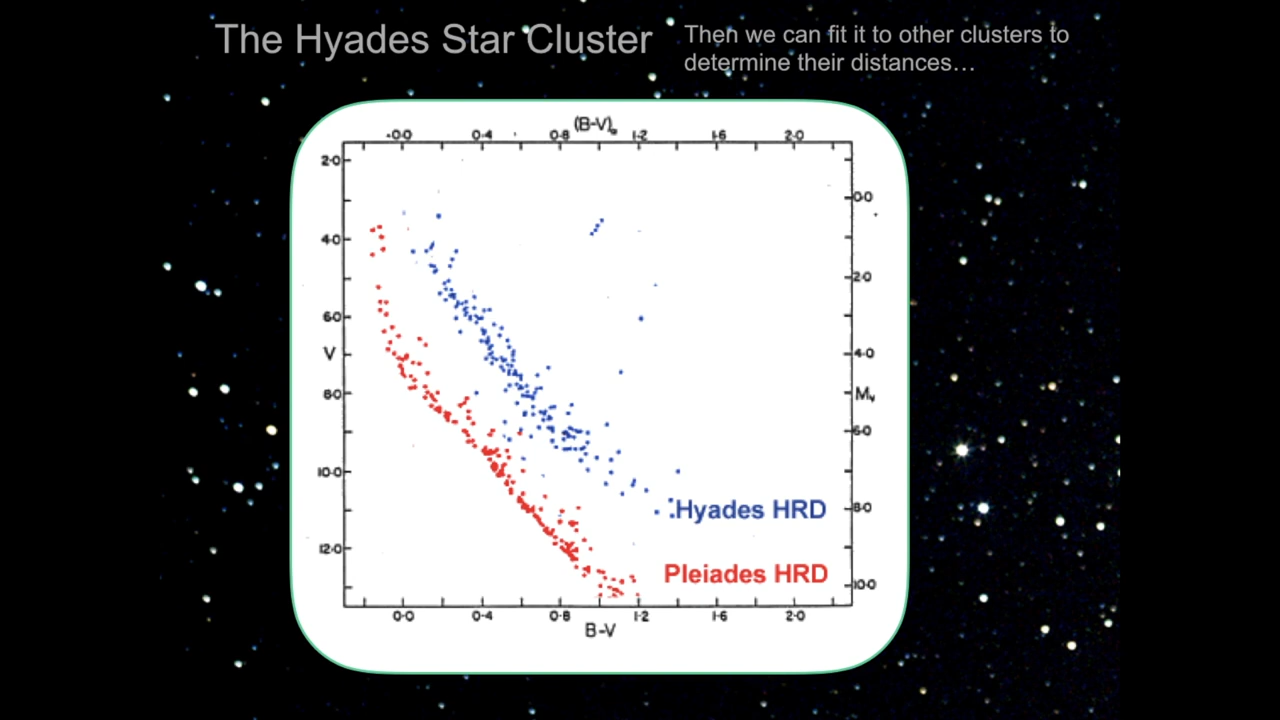 The Hyades Star Cluster
Then we can fit it to other clusters to
determine their distances…
(B-V)₀
-0.0 0.4 0.8 1.2 1.6 2.0
2.0
4.0
6.0
V
8.0
10.0
12.0
0.0
2.0
4.0
Mᵥ
6.0
8.0
10.0
Hyades HRD
Pleiades HRD
0.0 0.4 0.8 1.2 1.6 2.0
B-V